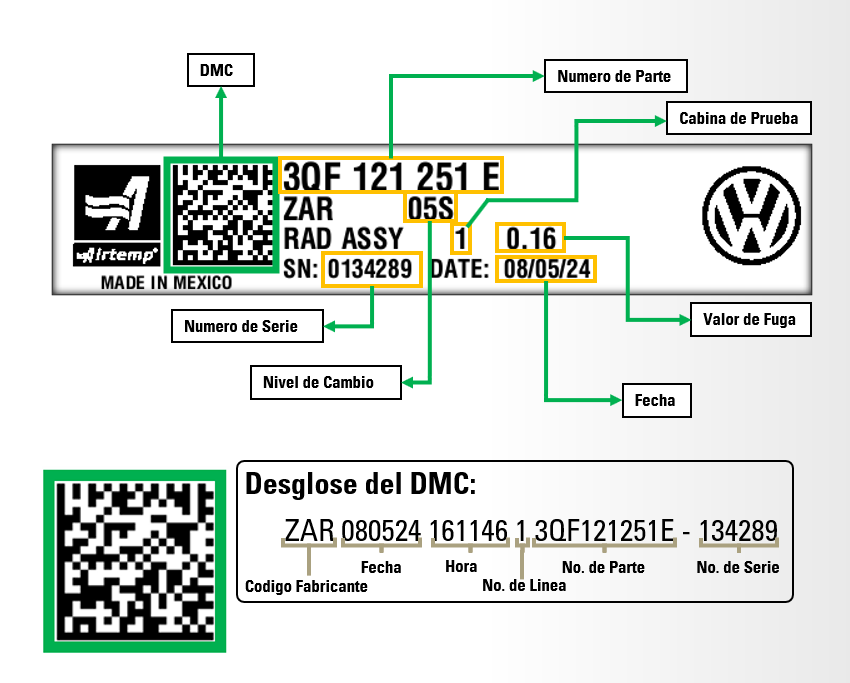 DMC
Numero de Parte
Cabina de Prueba
3QF 121 251 E
ZAR 05S
RAD ASSY 1 0.16
SN: 0134289 DATE: 08/05/24
Airtemp
MADE IN MEXICO
Numero de Serie
Valor de Fuga
Nivel de Cambio
Fecha
Desglose del DMC:
ZAR 080524 161146 1 3QF121251E - 134289
Fecha Hora No. de Parte No. de Serie
Codigo Fabricante No. de Linea